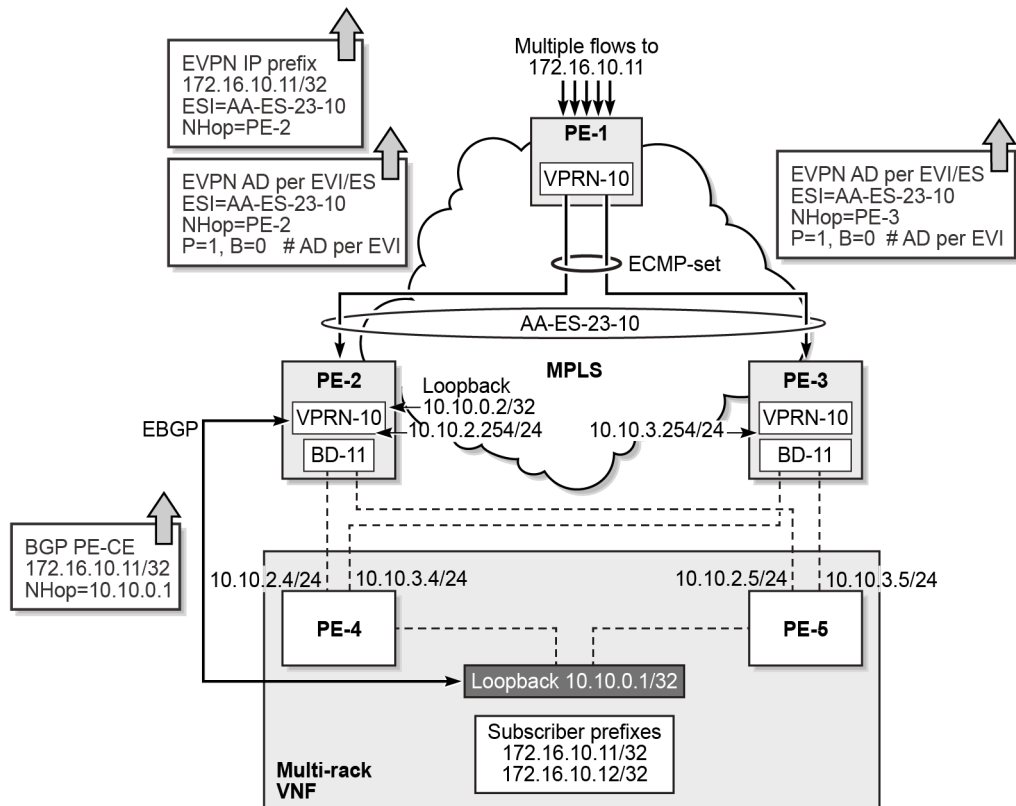 Multiple flows to
172.16.10.11
EVPN IP prefix
172.16.10.11/32
ESI=AA-ES-23-10
NHop=PE-2
PE-1
VPRN-10
EVPN AD per EVI/ES
ESI=AA-ES-23-10
NHop=PE-2
P=1, B=0 # AD per EVI
EVPN AD per EVI/ES
ESI=AA-ES-23-10
NHop=PE-3
P=1, B=0 # AD per EVI
ECMP-set
AA-ES-23-10
MPLS
PE-2
VPRN-10
BD-11
Loopback
10.10.0.2/32
10.10.2.254/24
10.10.3.254/24
PE-3
VPRN-10
BD-11
EBGP
BGP PE-CE
172.16.10.11/32
NHop=10.10.0.1
10.10.2.4/24
10.10.3.4/24
10.10.2.5/24
10.10.3.5/24
PE-4
PE-5
Loopback 10.10.0.1/32
Subscriber prefixes
172.16.10.11/32
172.16.10.12/32
Multi-rack
VNF